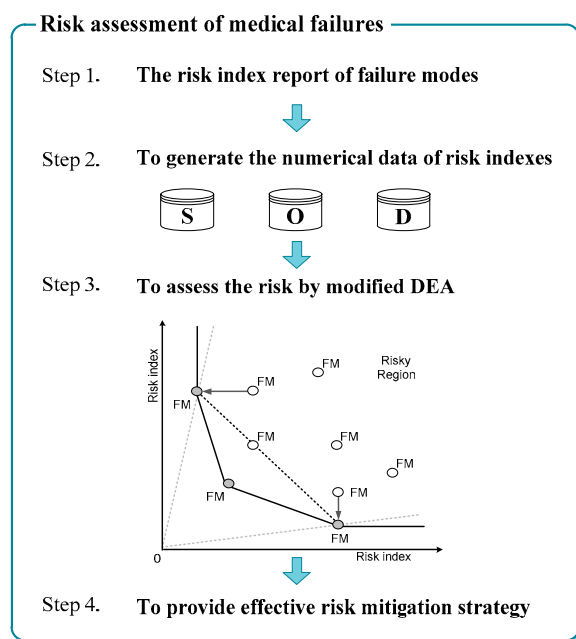 Risk assessment of medical failures
Step 1. The risk index report of failure modes
Step 2. To generate the numerical data of risk indexes
S O D
Step 3. To assess the risk by modified DEA
Risk index
FM
Risky
Region
FM
FM
FM
FM
FM
FM
FM
FM
FM
0
Risk index
Step 4. To provide effective risk mitigation strategy